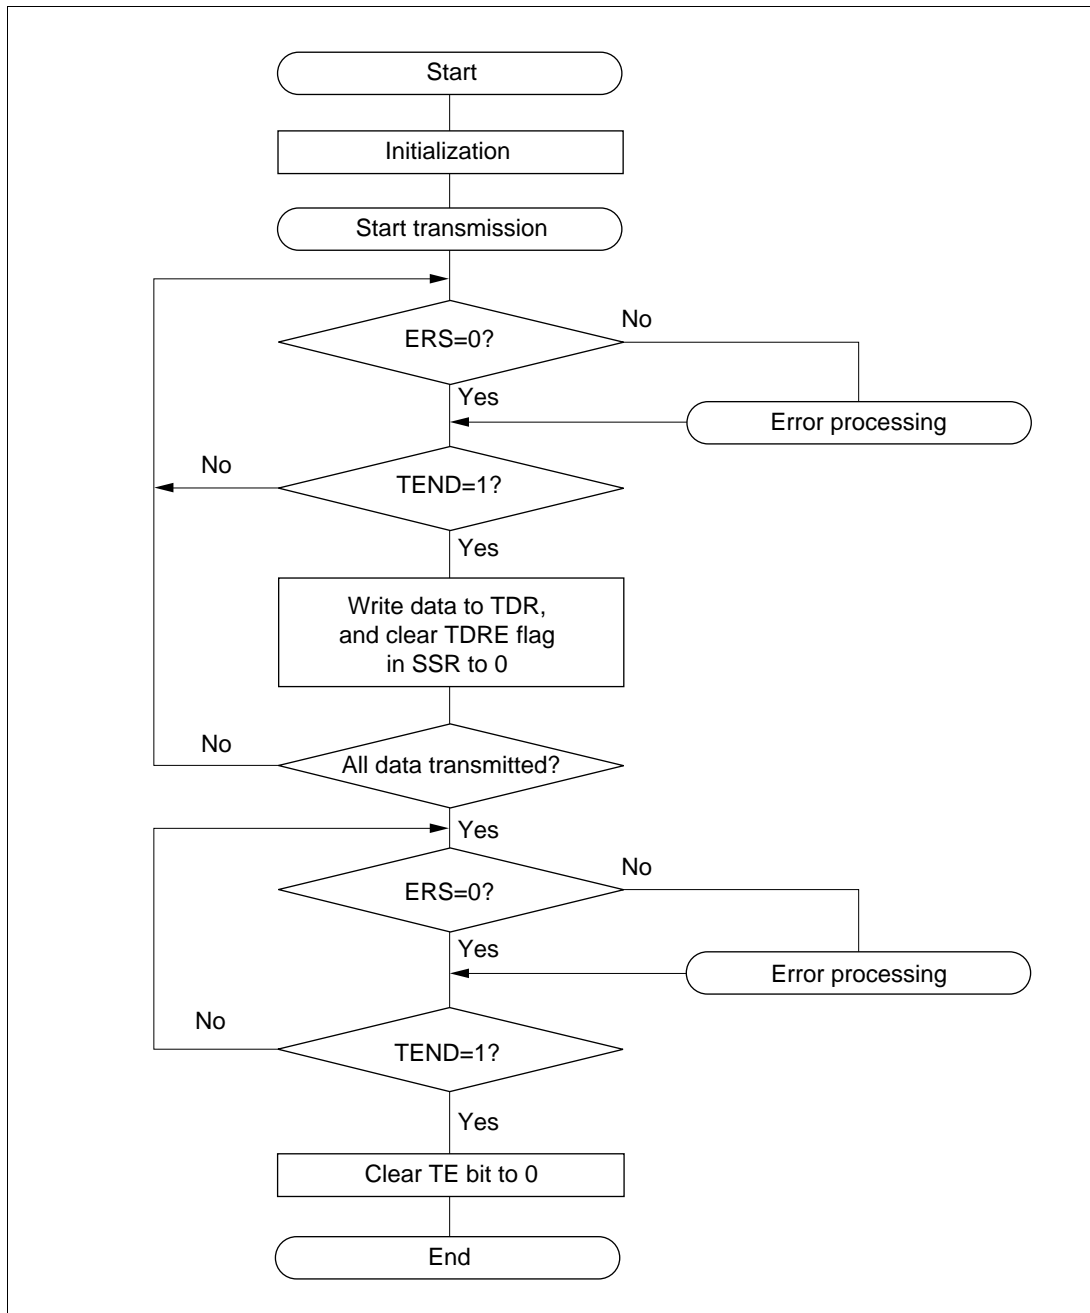 Start
Initialization
Start transmission
ERS=0?
No
Yes
Error processing
No
TEND=1?
Yes
Write data to TDR,
and clear TDRE flag
in SSR to 0
No
All data transmitted?
Yes
ERS=0?
No
Yes
Error processing
No
TEND=1?
Yes
Clear TE bit to 0
End